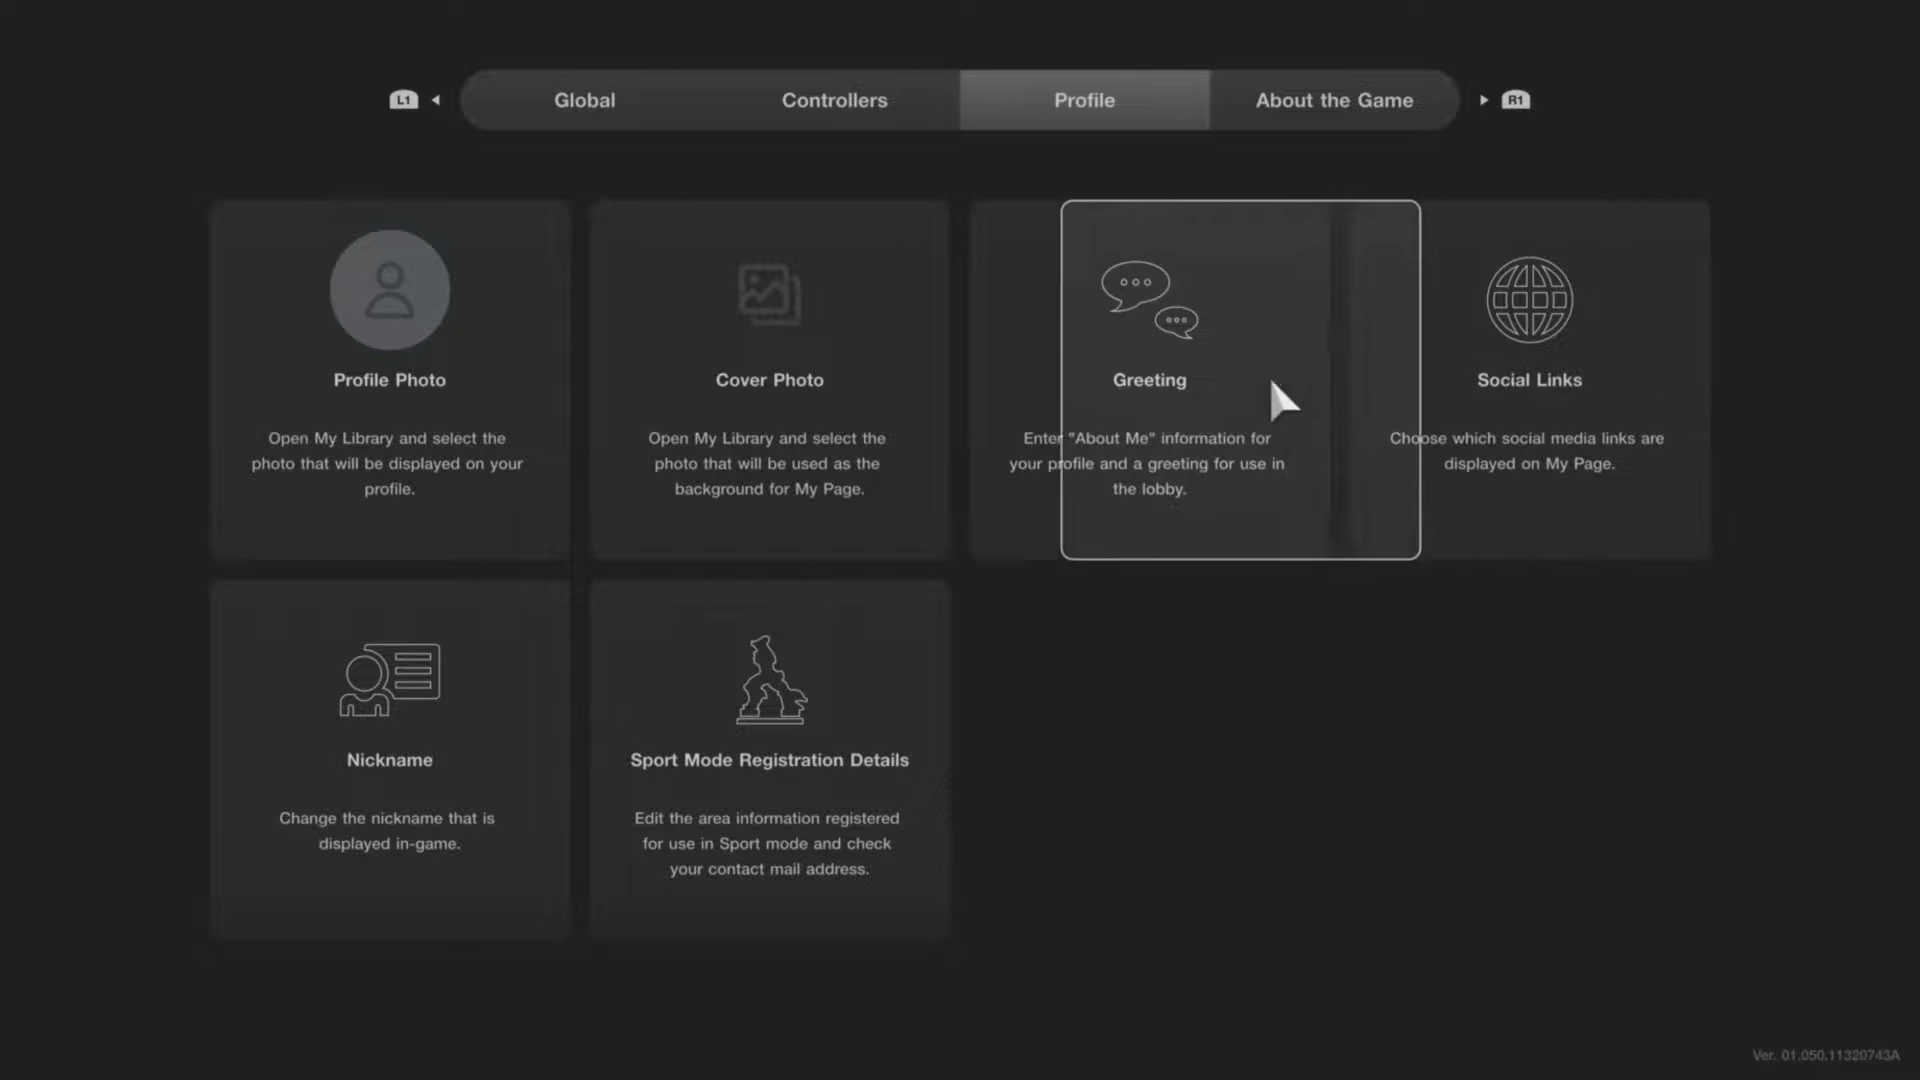 L1
Global
Controllers
Profile
About the Game
R1
Profile Photo
Open My Library and select the
photo that will be displayed on your
profile.
Cover Photo
Open My Library and select the
photo that will be used as the
background for My Page.
Greeting
Enter "About Me" information for
your profile and a greeting for use in
the lobby.
Social Links
Choose which social media links are
displayed on My Page.
Nickname
Change the nickname that is
displayed in-game.
Sport Mode Registration Details
Edit the area information registered
for use in Sport mode and check
your contact mail address.
Ver. 01.050.11320743A